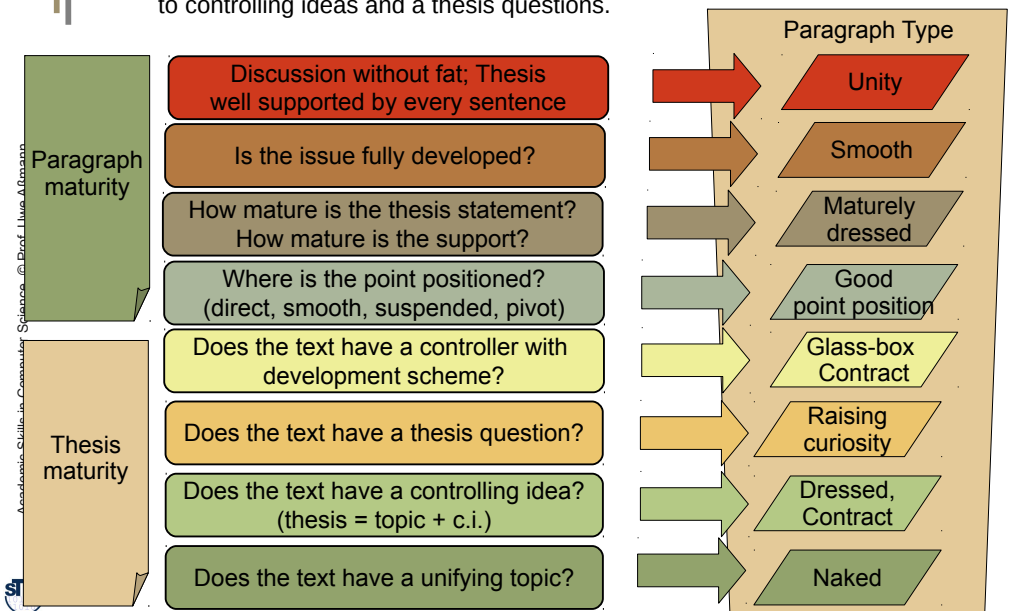 to controlling ideas and a thesis questions.
Paragraph Type
Paragraph
maturity
Discussion without fat; Thesis
well supported by every sentence
Unity
Is the issue fully developed?
Smooth
How mature is the thesis statement?
How mature is the support?
Maturely
dressed
Where is the point positioned?
(direct, smooth, suspended, pivot)
Good
point position
Thesis
maturity
Does the text have a controller with
development scheme?
Glass-box
Contract
Does the text have a thesis question?
Raising
curiosity
Does the text have a controlling idea?
(thesis = topic + c.i.)
Dressed,
Contract
Does the text have a unifying topic?
Naked
Academic Skills in Computer Science © Prof. Uwe Aßmann